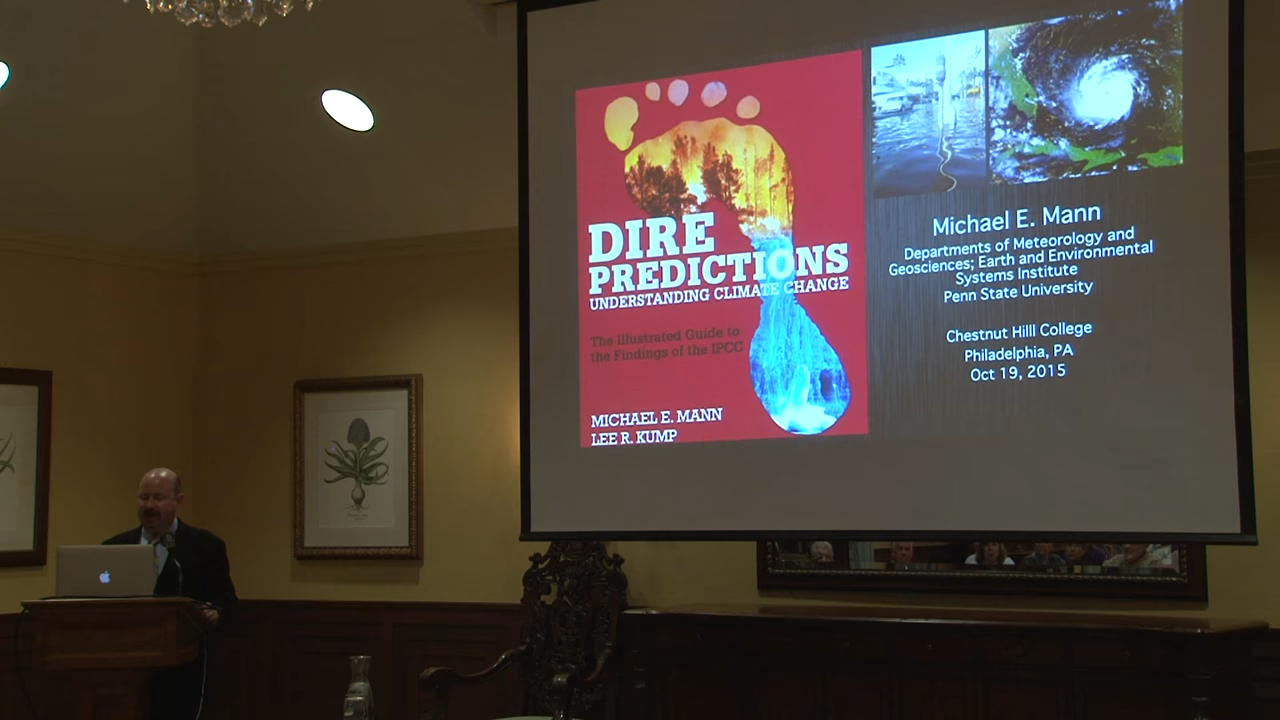 DIRE
PREDICTIONS
UNDERSTANDING CLIMATE CHANGE
The Illustrated Guide to
the Findings of the IPCC
MICHAEL E. MANN
LEE R. KUMP
Michael E. Mann
Departments of Meteorology and
Geosciences; Earth and Environmental
Systems Institute
Penn State University
Chestnut Hilll College
Philadelphia, PA
Oct 19, 2015